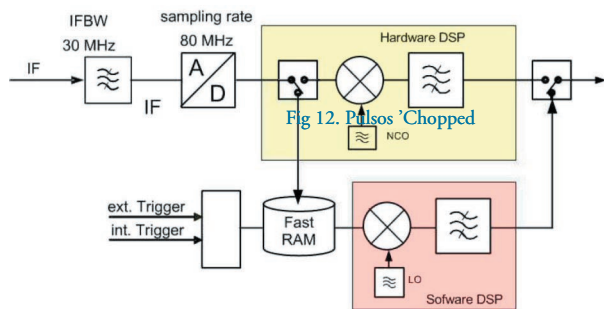 IFBW
30 MHz
sampling rate
80 MHz
Hardware DSP
IF
IF
A
D
Fig 12. Pulsos ’Chopped
NCO
ext. Trigger
int. Trigger
Fast
RAM
LO
Sofware DSP